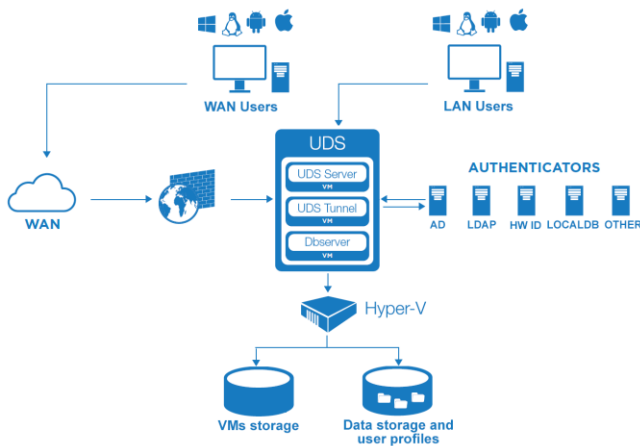 WAN Users
LAN Users
UDS
UDS Server
VM
UDS Tunnel
VM
Dbserver
VM
WAN
AUTHENTICATORS
AD
LDAP
HW ID
LOCALDB
OTHER
Hyper-V
VMs storage
Data storage and
user profiles